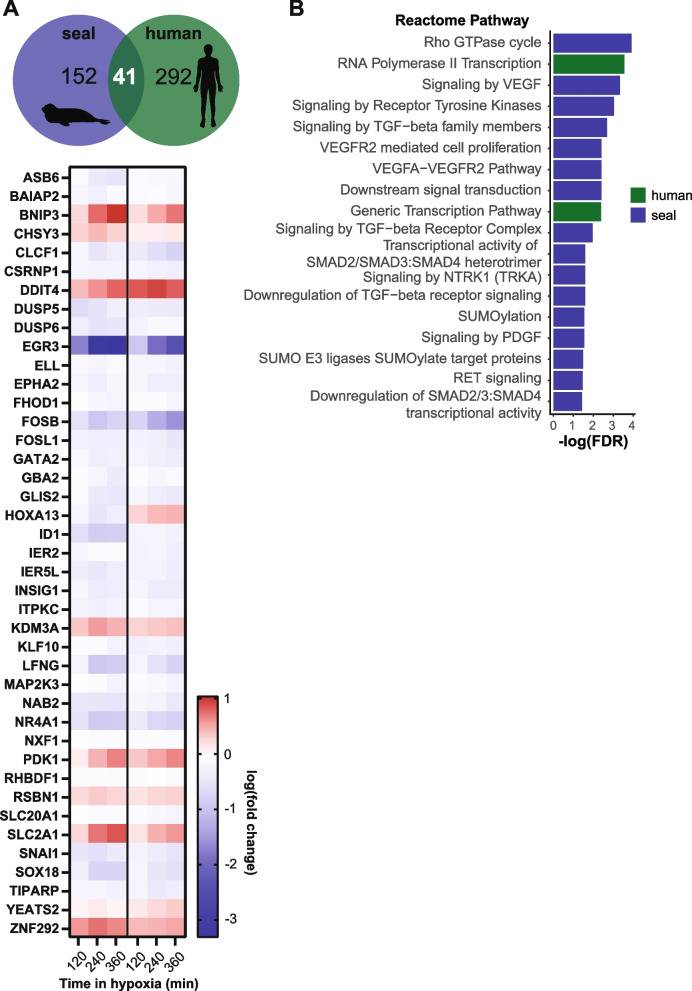 A
seal
human
152
41
292
ASB6
BAIAP2
BNIP3
CHSY3
CLCF1
CSRNP1
DDIT4
DUSP5
DUSP6
EGR3
ELL
EPHA2
FHOD1
FOSB
FOSL1
GATA2
GBA2
GLIS2
HOXA13
ID1
IER2
IER5L
INSIG1
ITPKC
KDM3A
KLF10
LFNG
MAP2K3
NAB2
NR4A1
NXF1
PDK1
RHBDF1
RSBN1
SLC20A1
SLC2A1
SNAI1
SOX18
TIPARP
YEATS2
ZNF292
120 240 360 120 240 360
Time in hypoxia (min)
1
0
-1
-2
-3
log(fold change)
B
Reactome Pathway
Rho GTPase cycle
RNA Polymerase II Transcription
Signaling by VEGF
Signaling by Receptor Tyrosine Kinases
Signaling by TGF−beta family members
VEGFR2 mediated cell proliferation
VEGFA−VEGFR2 Pathway
Downstream signal transduction
Generic Transcription Pathway
Signaling by TGF−beta Receptor Complex
Transcriptional activity of
SMAD2/SMAD3:SMAD4 heterotrimer
Signaling by NTRK1 (TRKA)
Downregulation of TGF−beta receptor signaling
SUMOylation
Signaling by PDGF
SUMO E3 ligases SUMOylate target proteins
RET signaling
Downregulation of SMAD2/3:SMAD4
transcriptional activity
0 1 2 3 4
-log(FDR)
human
seal